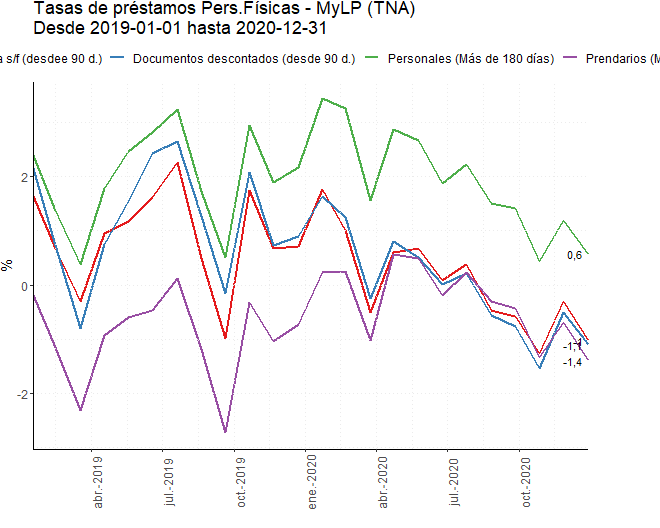 Tasas de préstamos Pers.Físicas - MyLP (TNA)
Desde 2019-01-01 hasta 2020-12-31
a s/f (desdee 90 d.) Documentos descontados (desde 90 d.) Personales (Más de 180 días) Prendarios (M
%
2
0
-2
0,6
-1,1
-1,4
abr.-2019
jul.-2019
oct.-2019
ene.-2020
abr.-2020
jul.-2020
oct.-2020